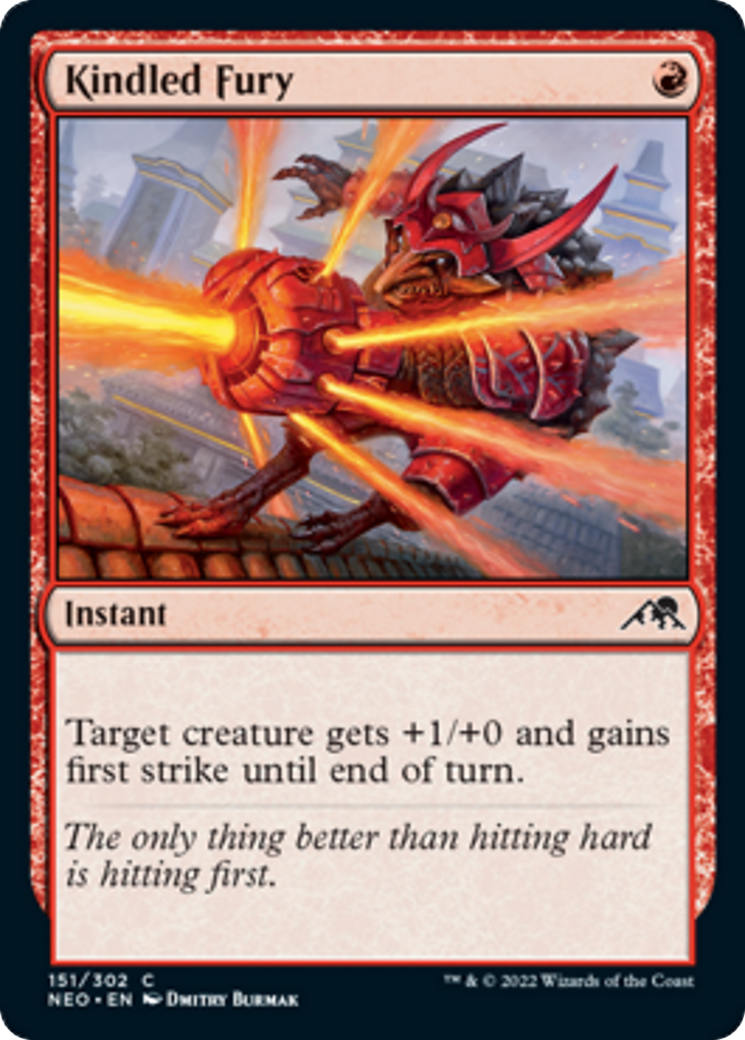 Kindled Fury
Instant
Target creature gets +1/+0 and gains
first strike until end of turn.
The only thing better than hitting hard
is hitting first.
151/302 C
NEO • EN Dmitry Burmak
™ & © 2022 Wizards of the Coast